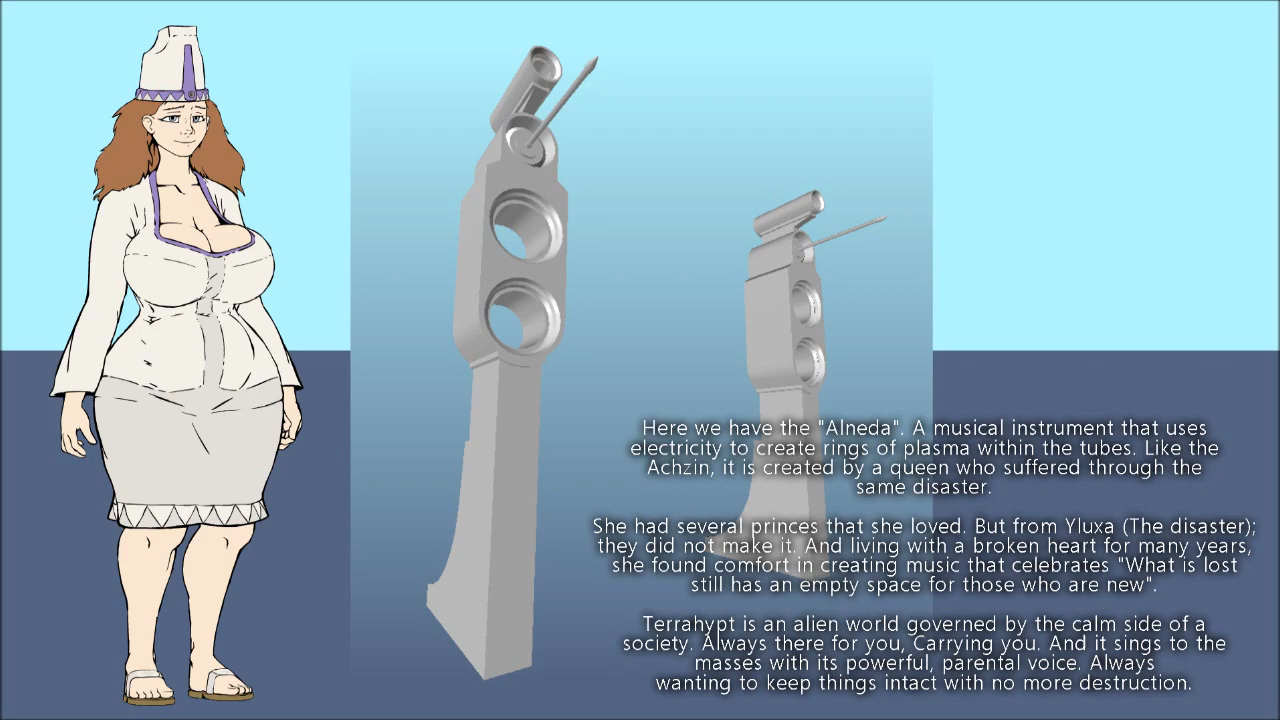 Here we have the "Alneda". A musical instrument that uses
electricity to create rings of plasma within the tubes. Like the
Achzin, it is created by a queen who suffered through the
same disaster.
She had several princes that she loved. But from Yluxa (The disaster);
they did not make it. And living with a broken heart for many years,
she found comfort in creating music that celebrates "What is lost
still has an empty space for those who are new".
Terrahypt is an alien world governed by the calm side of a
society. Always there for you, Carrying you. And it sings to the
masses with its powerful, parental voice. Always
wanting to keep things intact with no more destruction.